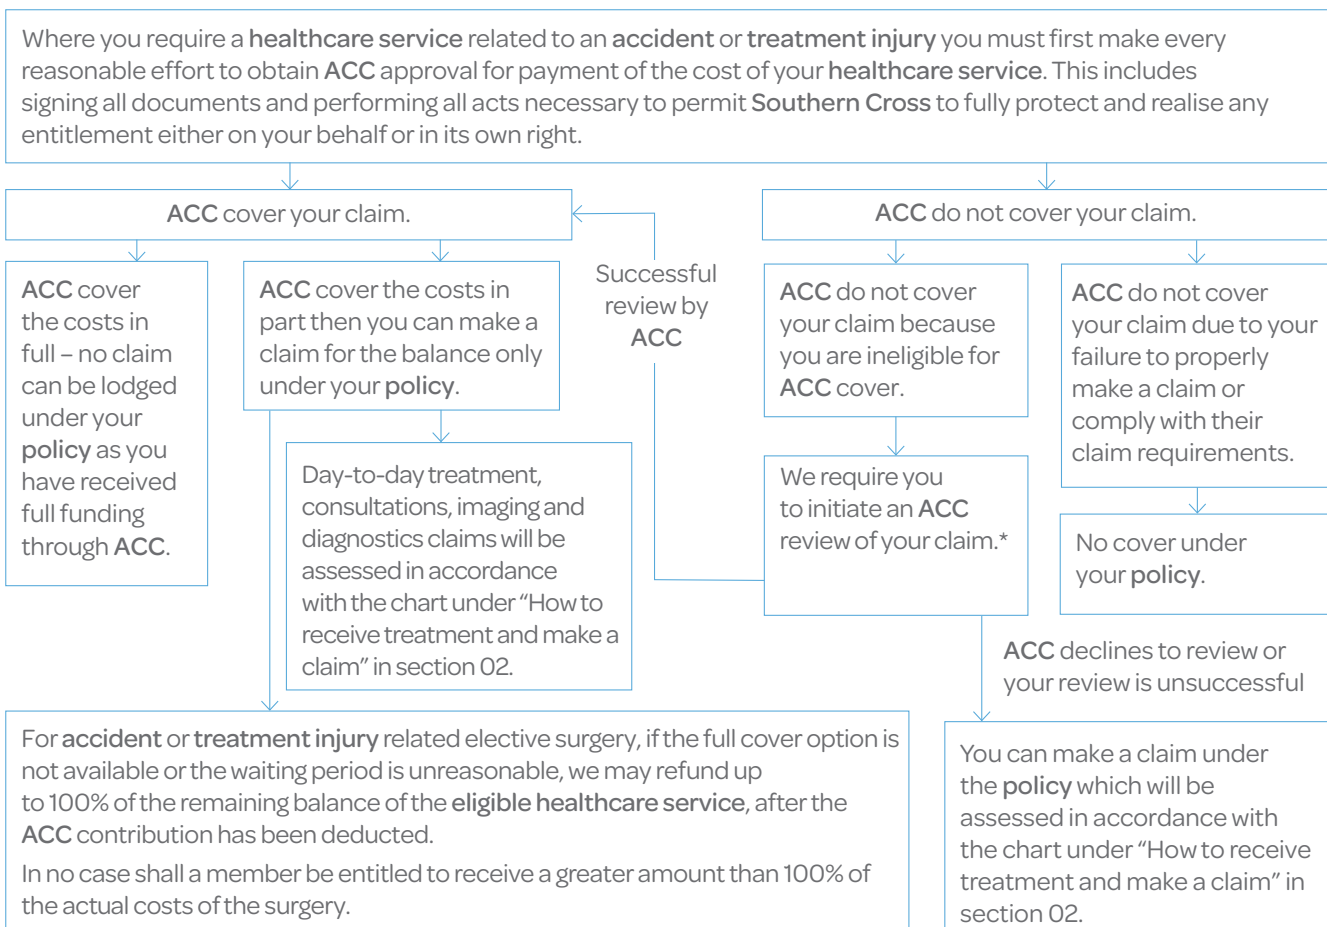 Where you require a healthcare service related to an accident or treatment injury you must first make every
reasonable effort to obtain ACC approval for payment of the cost of your healthcare service. This includes
signing all documents and performing all acts necessary to permit Southern Cross to fully protect and realise any
entitlement either on your behalf or in its own right.
ACC cover your claim.
ACC do not cover your claim.
ACC cover
the costs in
full – no claim
can be lodged
under your
policy as you
have received
full funding
through ACC.
ACC cover the costs in
part then you can make a
claim for the balance only
under your policy.
Successful
review by
ACC
ACC do not cover
your claim because
you are ineligible for
ACC cover.
ACC do not cover
your claim due to your
failure to properly
make a claim or
comply with their
claim requirements.
Day-to-day treatment,
consultations, imaging and
diagnostics claims will be
assessed in accordance
with the chart under “How to
receive treatment and make a
claim” in section 02.
We require you
to initiate an ACC
review of your claim.*
No cover under
your policy.
ACC declines to review or
your review is unsuccessful
For accident or treatment injury related elective surgery, if the full cover option is
not available or the waiting period is unreasonable, we may refund up
to 100% of the remaining balance of the eligible healthcare service, after the
ACC contribution has been deducted.
In no case shall a member be entitled to receive a greater amount than 100% of
the actual costs of the surgery.
You can make a claim under
the policy which will be
assessed in accordance with
the chart under “How to receive
treatment and make a claim” in
section 02.